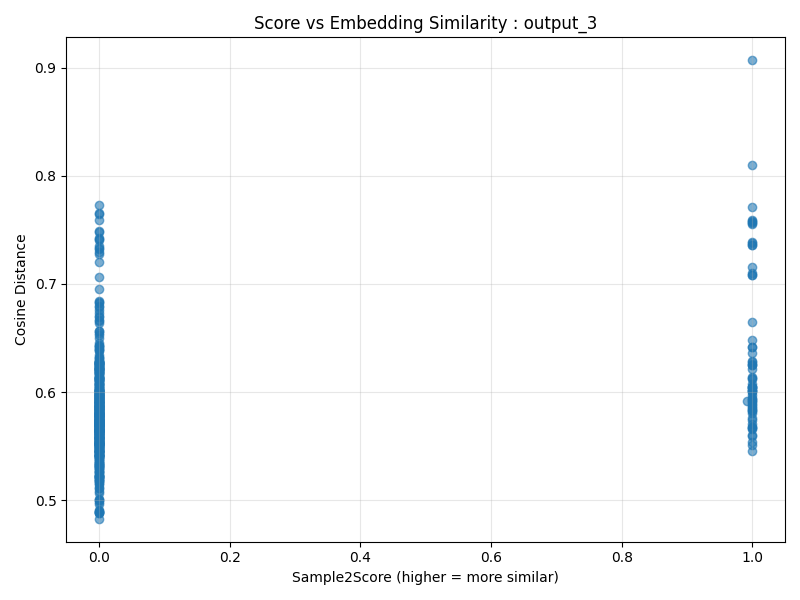 Score vs Embedding Similarity : output_3
Cosine Distance
0.9
0.8
0.7
0.6
0.5
0.0 0.2 0.4 0.6 0.8 1.0
Sample2Score (higher = more similar)